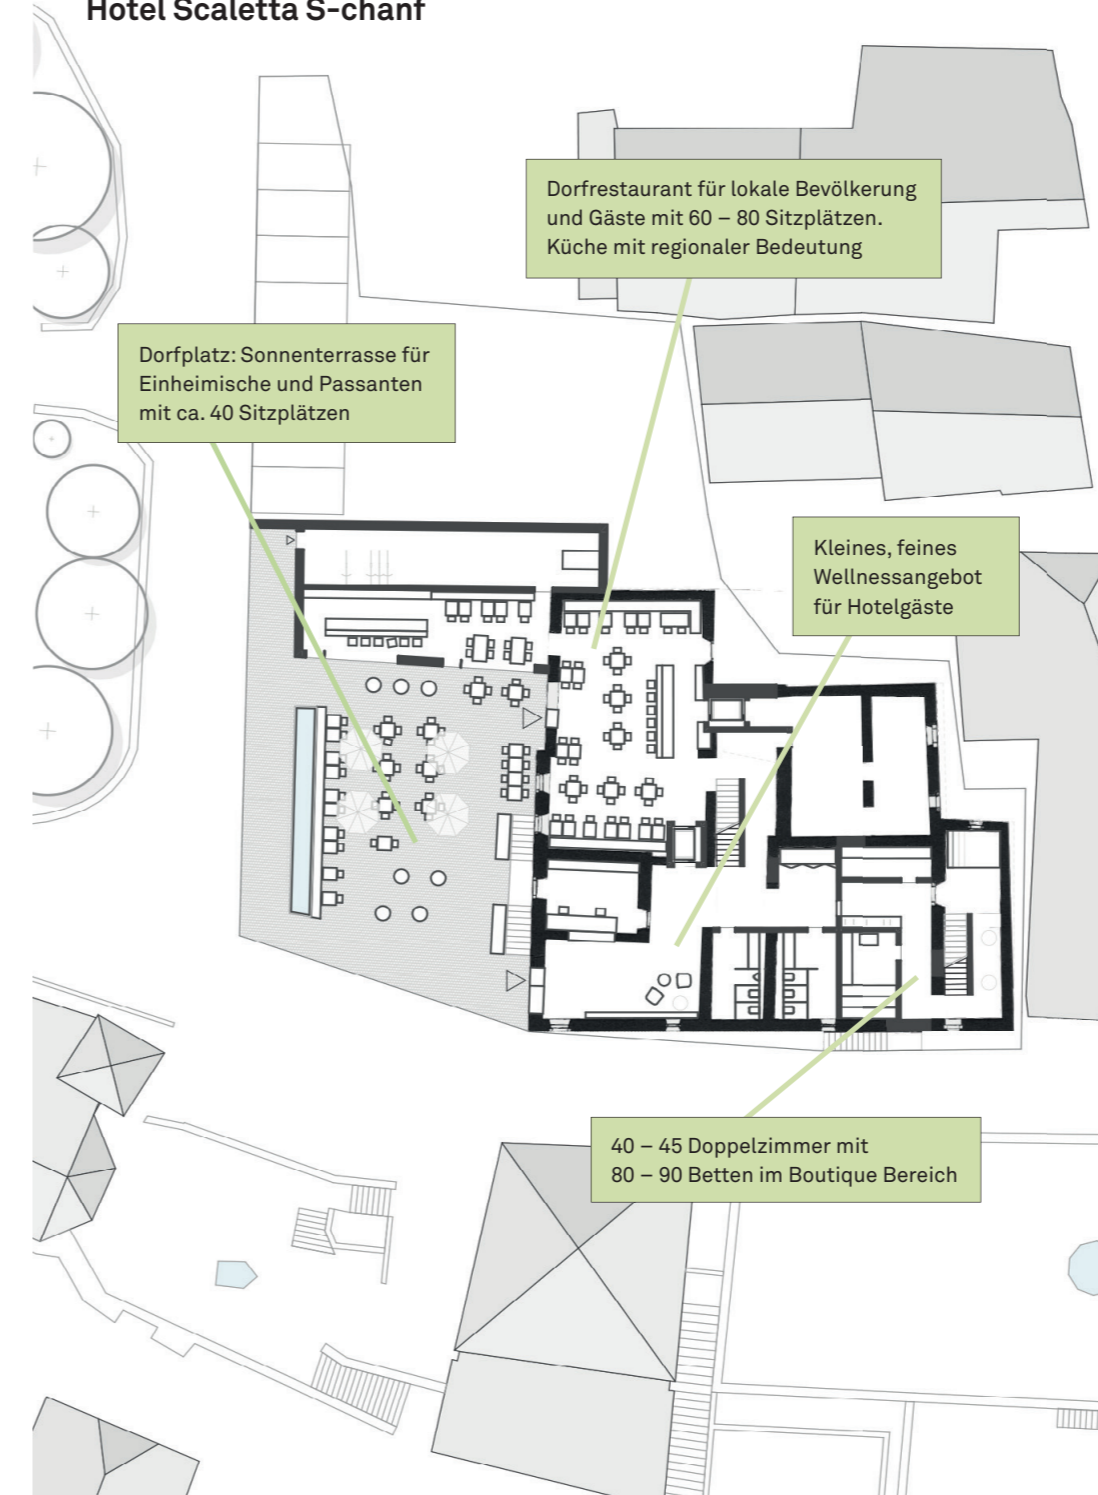 Hotel Scaletta S-chanf
Dorfrestaurant für lokale Bevölkerung
und Gäste mit 60 – 80 Sitzplätzen.
Küche mit regionaler Bedeutung
Dorfplatz: Sonnenterrasse für
Einheimische und Passanten
mit ca. 40 Sitzplätzen
Kleines, feines
Wellnessangebot
für Hotelgäste
40 – 45 Doppelzimmer mit
80 – 90 Betten im Boutique Bereich